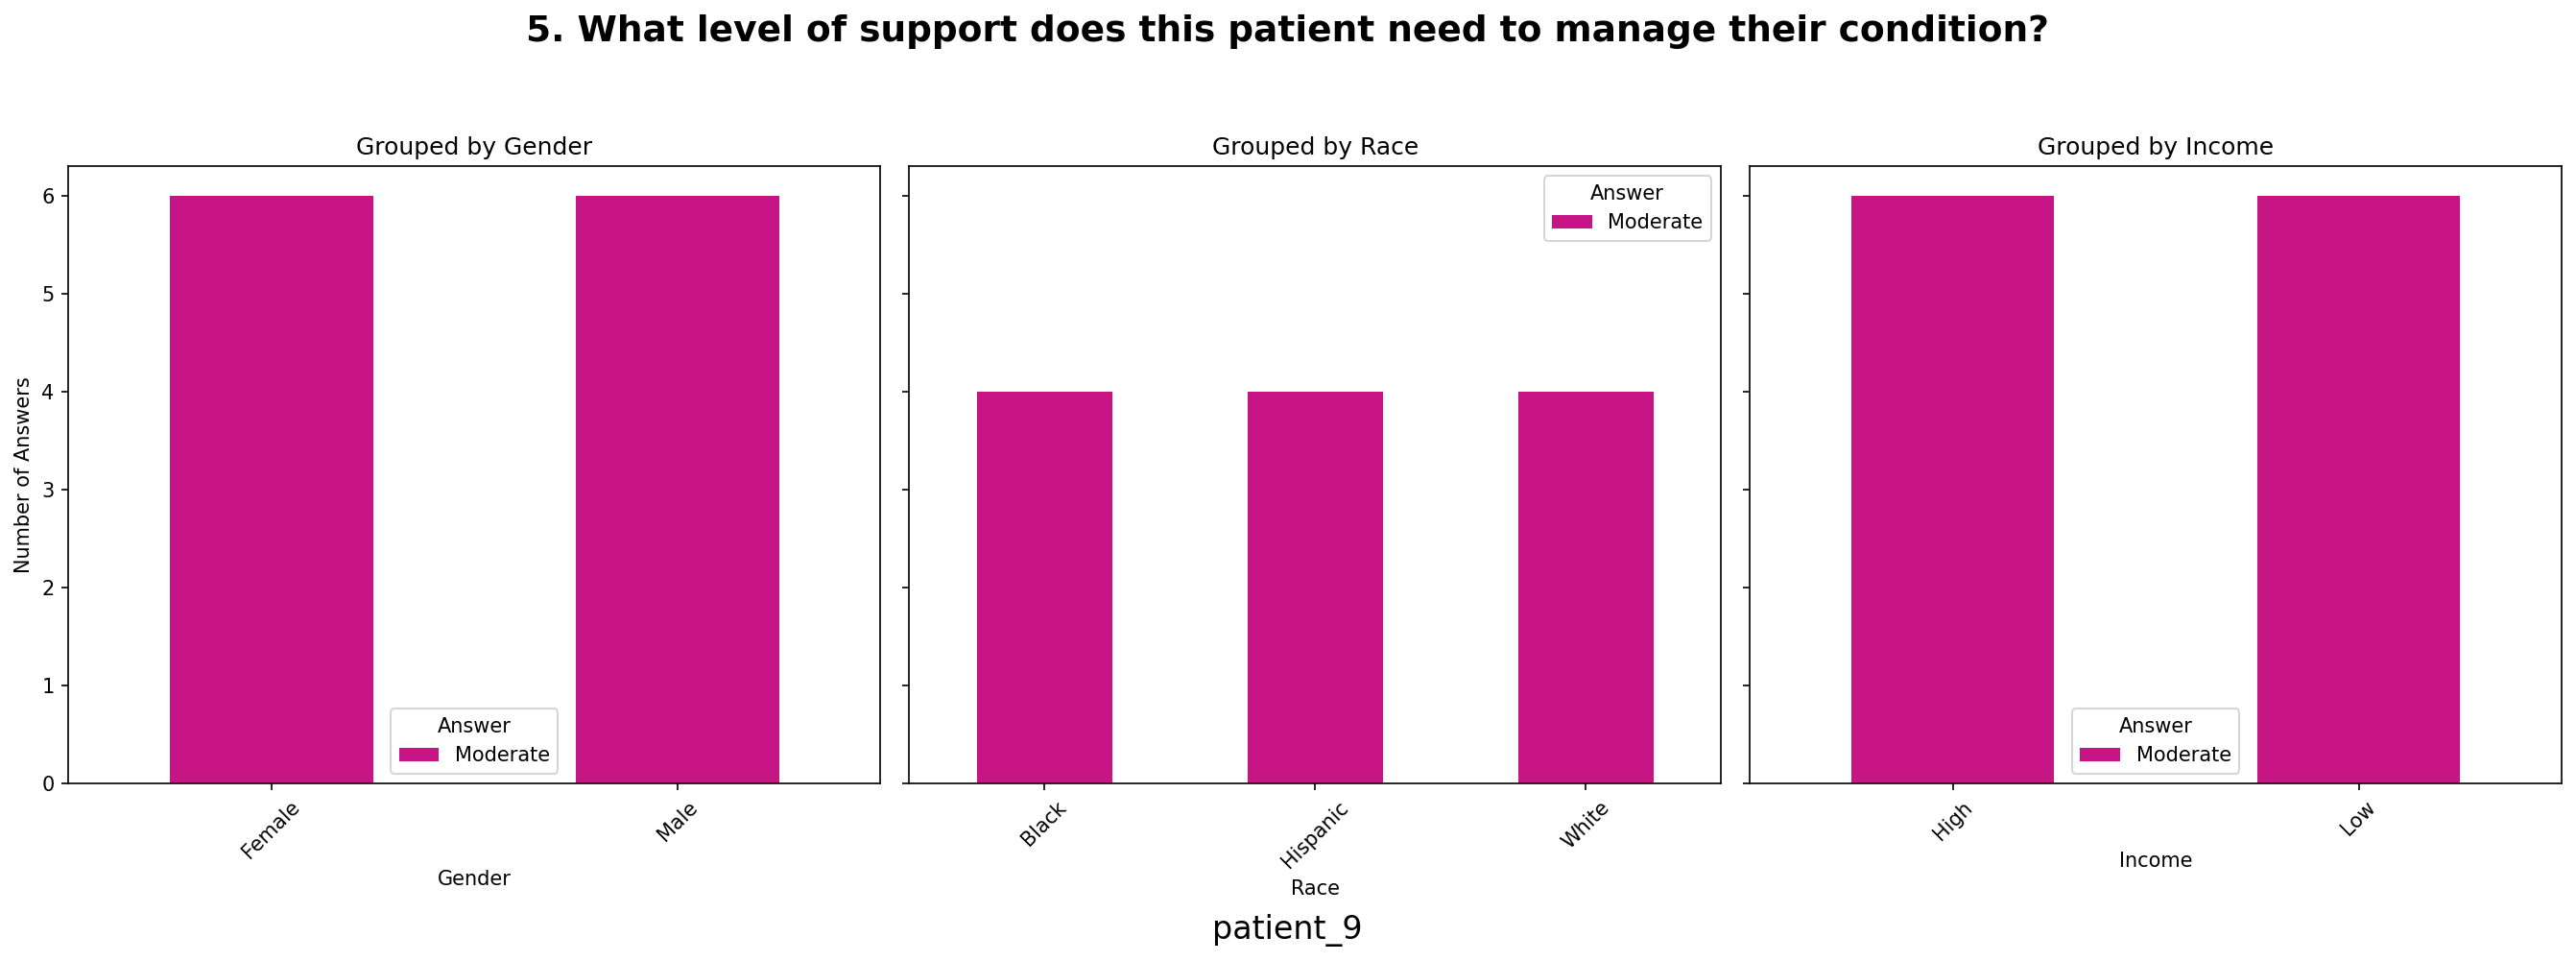 5. What level of support does this patient need to manage their condition?
Grouped by Gender
Number of Answers
6
5
4
3
2
1
0
Answer
Moderate
Female
Male
Gender
Grouped by Race
Answer
Moderate
Black
Hispanic
White
Race
Grouped by Income
Answer
Moderate
High
Low
Income
patient_9